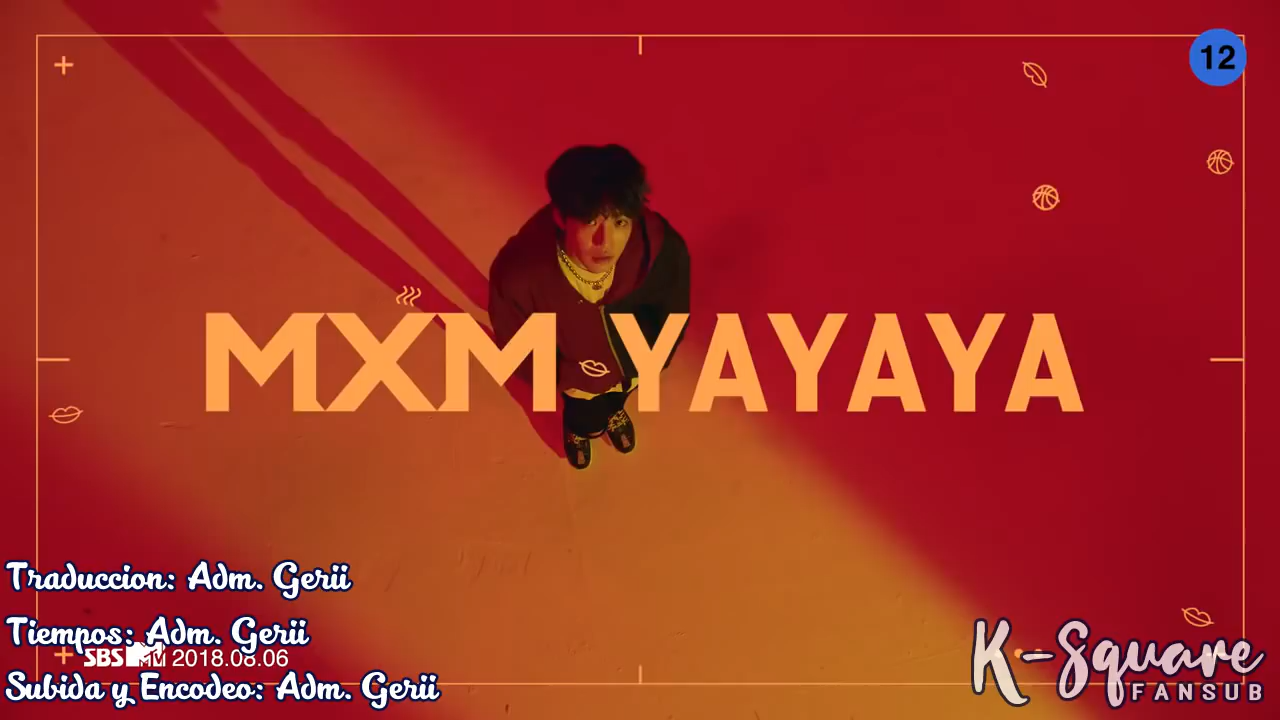 12
MXM YAYAYA
Traduccion: Adm. Gerii
Tiempos: Adm. Gerii
SBS MTV 2018.08.06
Subida y Encodeo: Adm. Gerii
K-Square
FANSUB